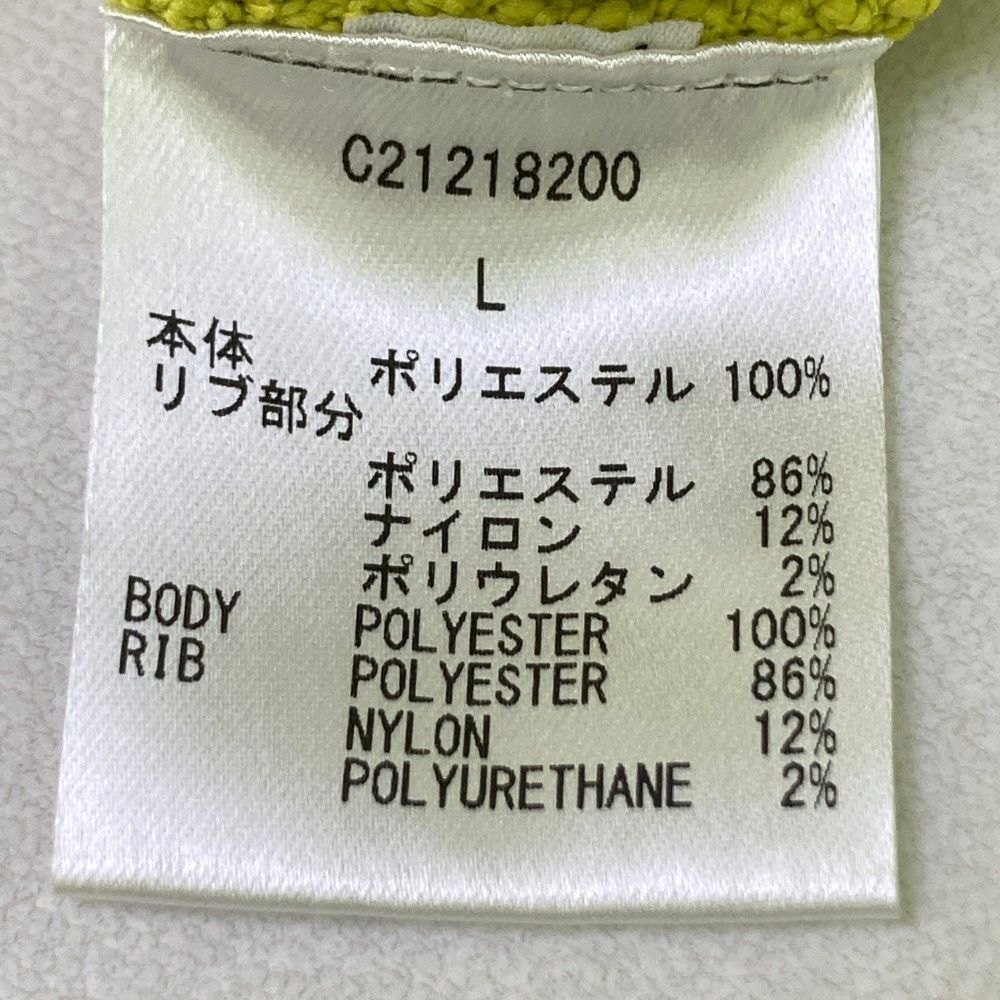 C21218200
L
本体 ポリエステル 100%
リブ部分
ポリエステル 86%
ナイロン 12%
ポリウレタン 2%
BODY POLYESTER 100%
RIB POLYESTER 86%
NYLON 12%
POLYURETHANE 2%